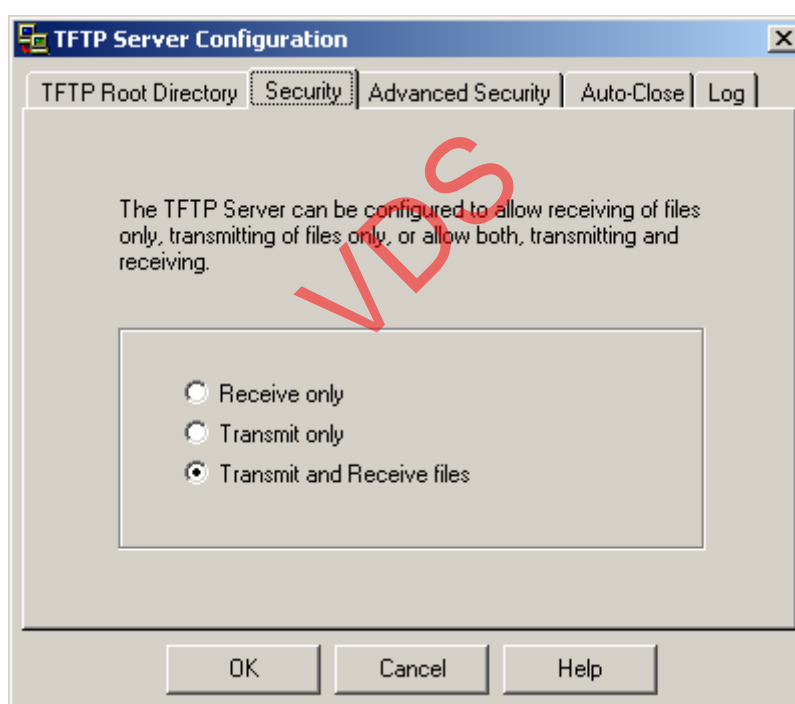 TFTP Server Configuration
TFTP Root Directory Security Advanced Security Auto-Close Log
The TFTP Server can be configured to allow receiving of files
only, transmitting of files only, or allow both, transmitting and
receiving.
VDS
Receive only
Transmit only
Transmit and Receive files
OK Cancel Help